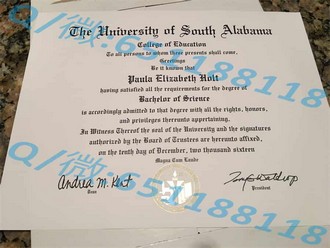 The University of South Alabama
College of Education
To all persons to whom these presents shall come,
Greetings
Be it known that
Paula Elizabeth Holt
having satisfied all the requirements for the degree of
Bachelor of Science
is accordingly admitted to that degree with all the rights, honors,
and privileges thereunto appertaining.
In Witness Thereof the seal of the University and the signatures
authorized by the Board of Trustees are hereunto affixed,
on the tenth day of December, two thousand sixteen
Magna Cum Laude
Andrea M. Kent
Dean
President